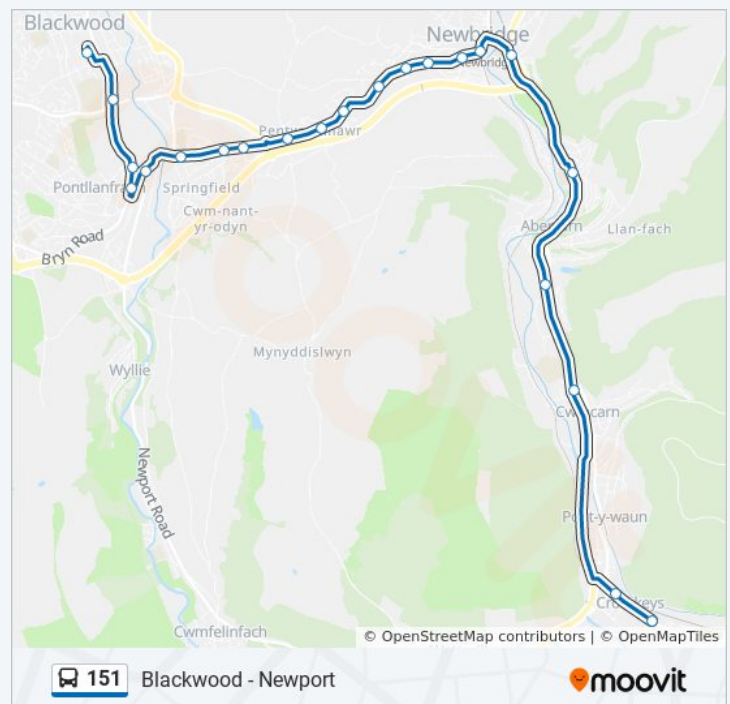 Blackwood
Newbridge
Newbridge
Pentwynmawr
Pontllanfraith
Springfield
Cwm-nant-
yr-odyn
Abercarn
Llan-fach
Bryn Road
Mynyddislwyn
Wyllie
Cwmcarn
Newport Road
Pont-y-waun
Crosskeys
Cwmfelinfach
© OpenStreetMap contributors | © OpenMapTiles
151 Blackwood - Newport
moovit